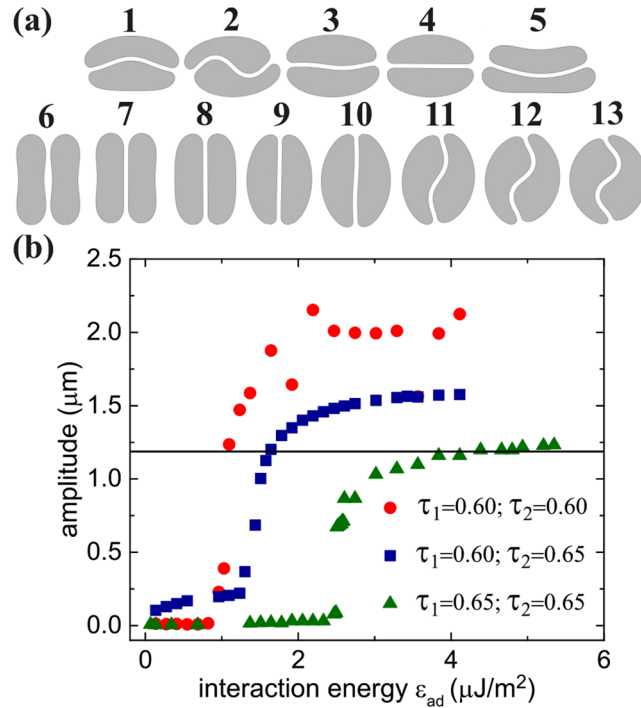 (a)
1 2 3 4 5
6 7 8 9 10 11 12 13
(b)
2.5
2.0
1.5
1.0
0.5
0.0
amplitude (μm)
τ₁=0.60; τ₂=0.60
τ₁=0.60; τ₂=0.65
τ₁=0.65; τ₂=0.65
0 2 4 6
interaction energy ε_ad (μJ/m²)